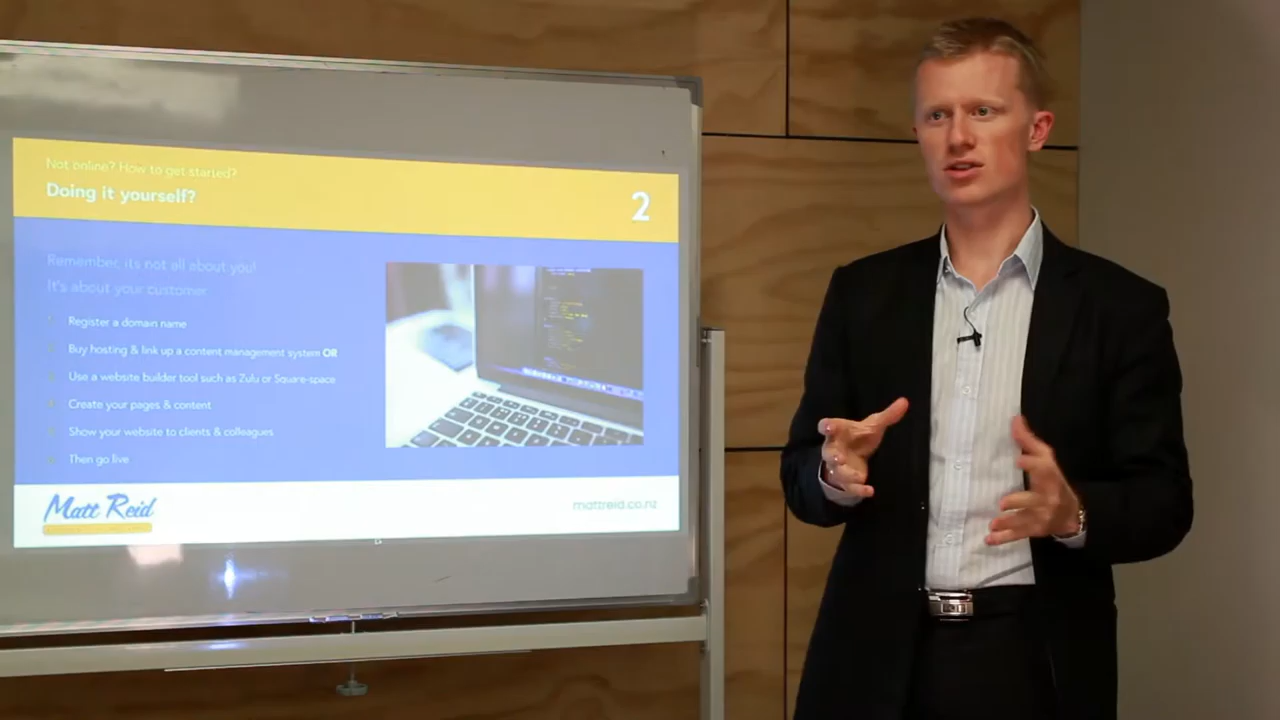 Not online? How to get started?
Doing it yourself?
2
Remember, its not all about you!
It's about your customer
Register a domain name
Buy hosting & link up a content management system OR
Use a website builder tool such as Zulu or Square-space
Create your pages & content
Show your website to clients & colleagues
Then go live
Matt Reid
mattreid.co.nz